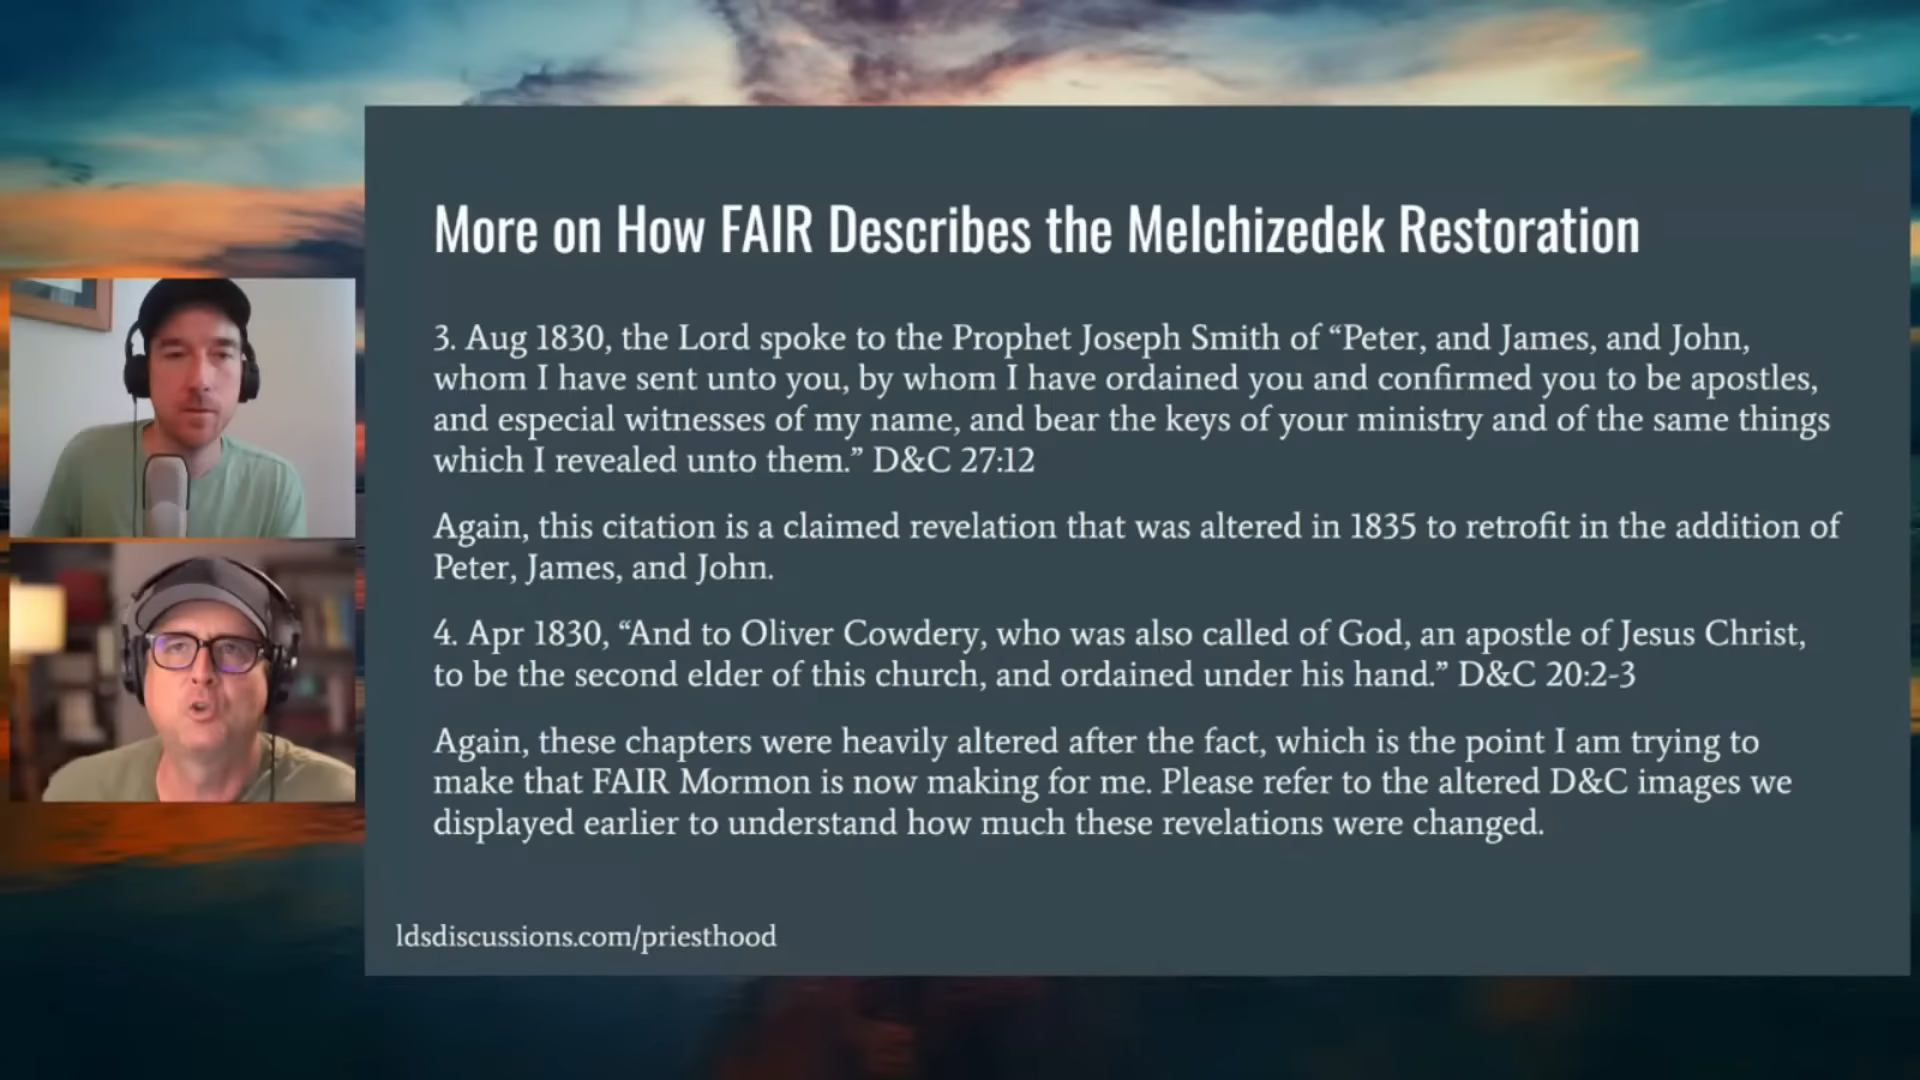 More on How FAIR Describes the Melchizedek Restoration
3. Aug 1830, the Lord spoke to the Prophet Joseph Smith of “Peter, and James, and John,
whom I have sent unto you, by whom I have ordained you and confirmed you to be apostles,
and especial witnesses of my name, and bear the keys of your ministry and of the same things
which I revealed unto them.” D&C 27:12
Again, this citation is a claimed revelation that was altered in 1835 to retrofit in the addition of
Peter, James, and John.
4. Apr 1830, “And to Oliver Cowdery, who was also called of God, an apostle of Jesus Christ,
to be the second elder of this church, and ordained under his hand.” D&C 20:2-3
Again, these chapters were heavily altered after the fact, which is the point I am trying to
make that FAIR Mormon is now making for me. Please refer to the altered D&C images we
displayed earlier to understand how much these revelations were changed.
ldsdiscussions.com/priesthood